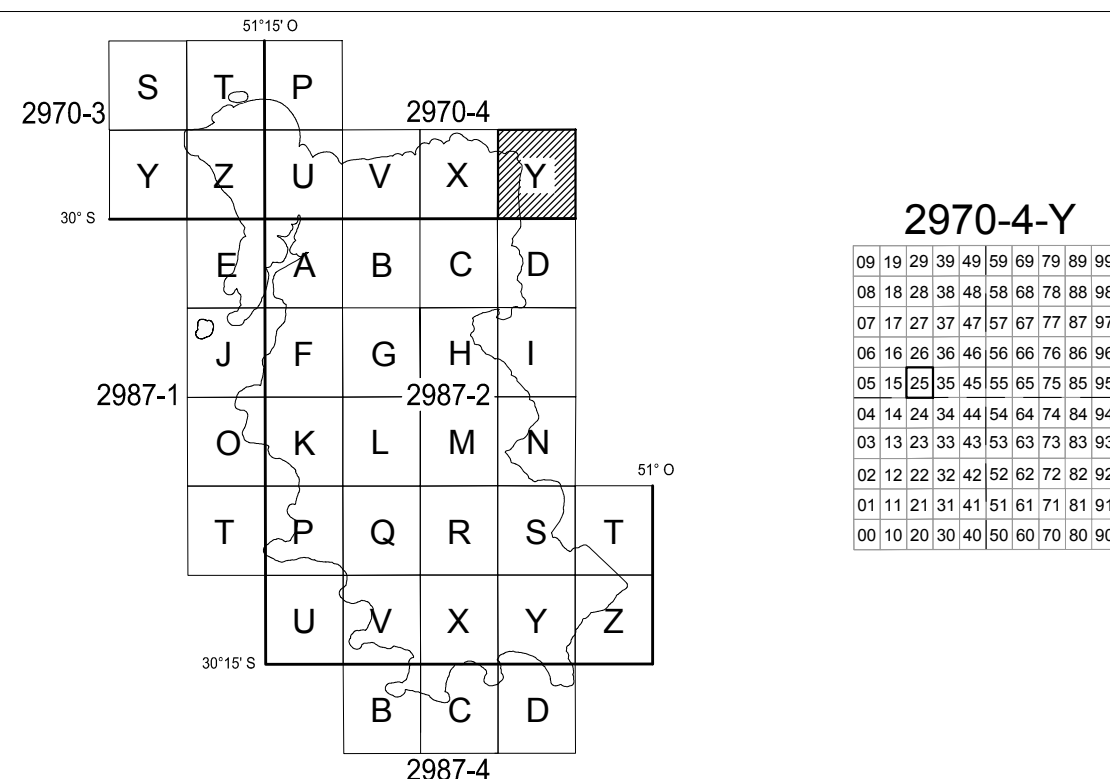 51°15' O
S T P
2970-3 2970-4
Y Z U V X Y
30° S
E A B C D
J F G H I
2987-1 2987-2
O K L M N
51° O
T P Q R S T
U V X Y Z
30°15' S
B C D
2987-4
2970-4-Y
09 19 29 39 49 59 69 79 89 99
08 18 28 38 48 58 68 78 88 98
07 17 27 37 47 57 67 77 87 97
06 16 26 36 46 56 66 76 86 96
05 15 25 35 45 55 65 75 85 95
04 14 24 34 44 54 64 74 84 94
03 13 23 33 43 53 63 73 83 93
02 12 22 32 42 52 62 72 82 92
01 11 21 31 41 51 61 71 81 91
00 10 20 30 40 50 60 70 80 90